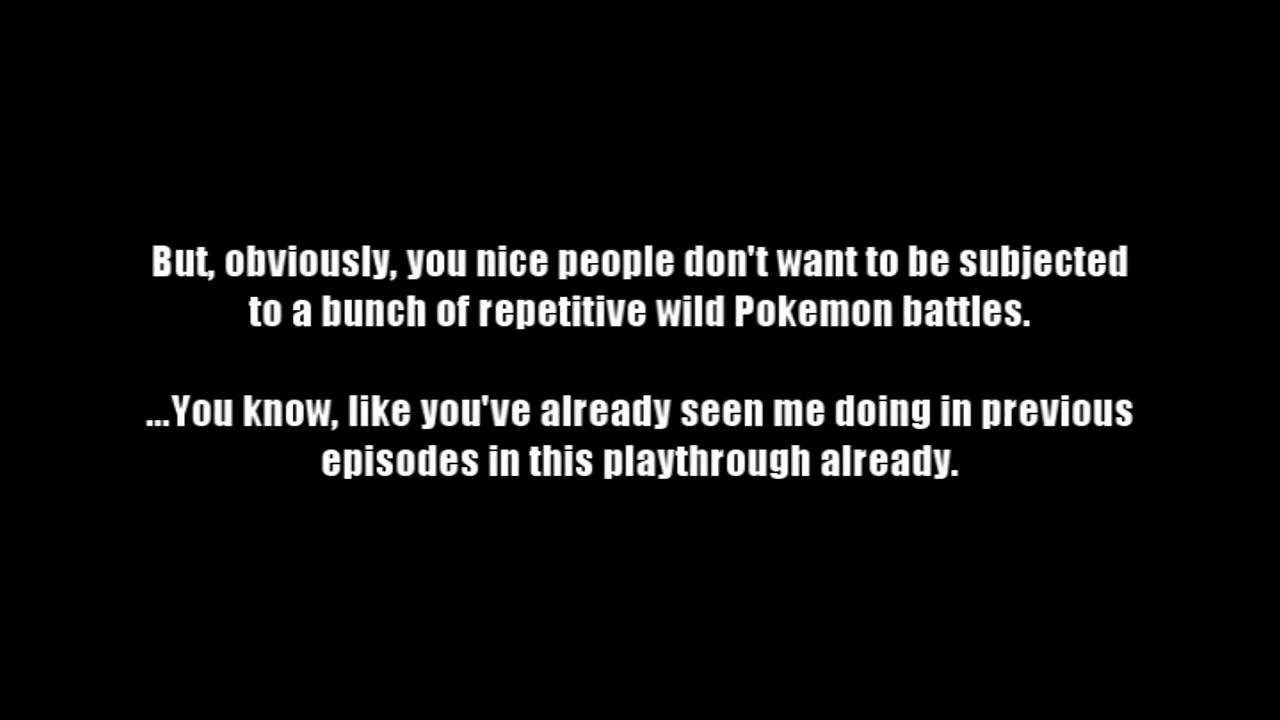 But, obviously, you nice people don't want to be subjected
to a bunch of repetitive wild Pokemon battles.
...You know, like you've already seen me doing in previous
episodes in this playthrough already.